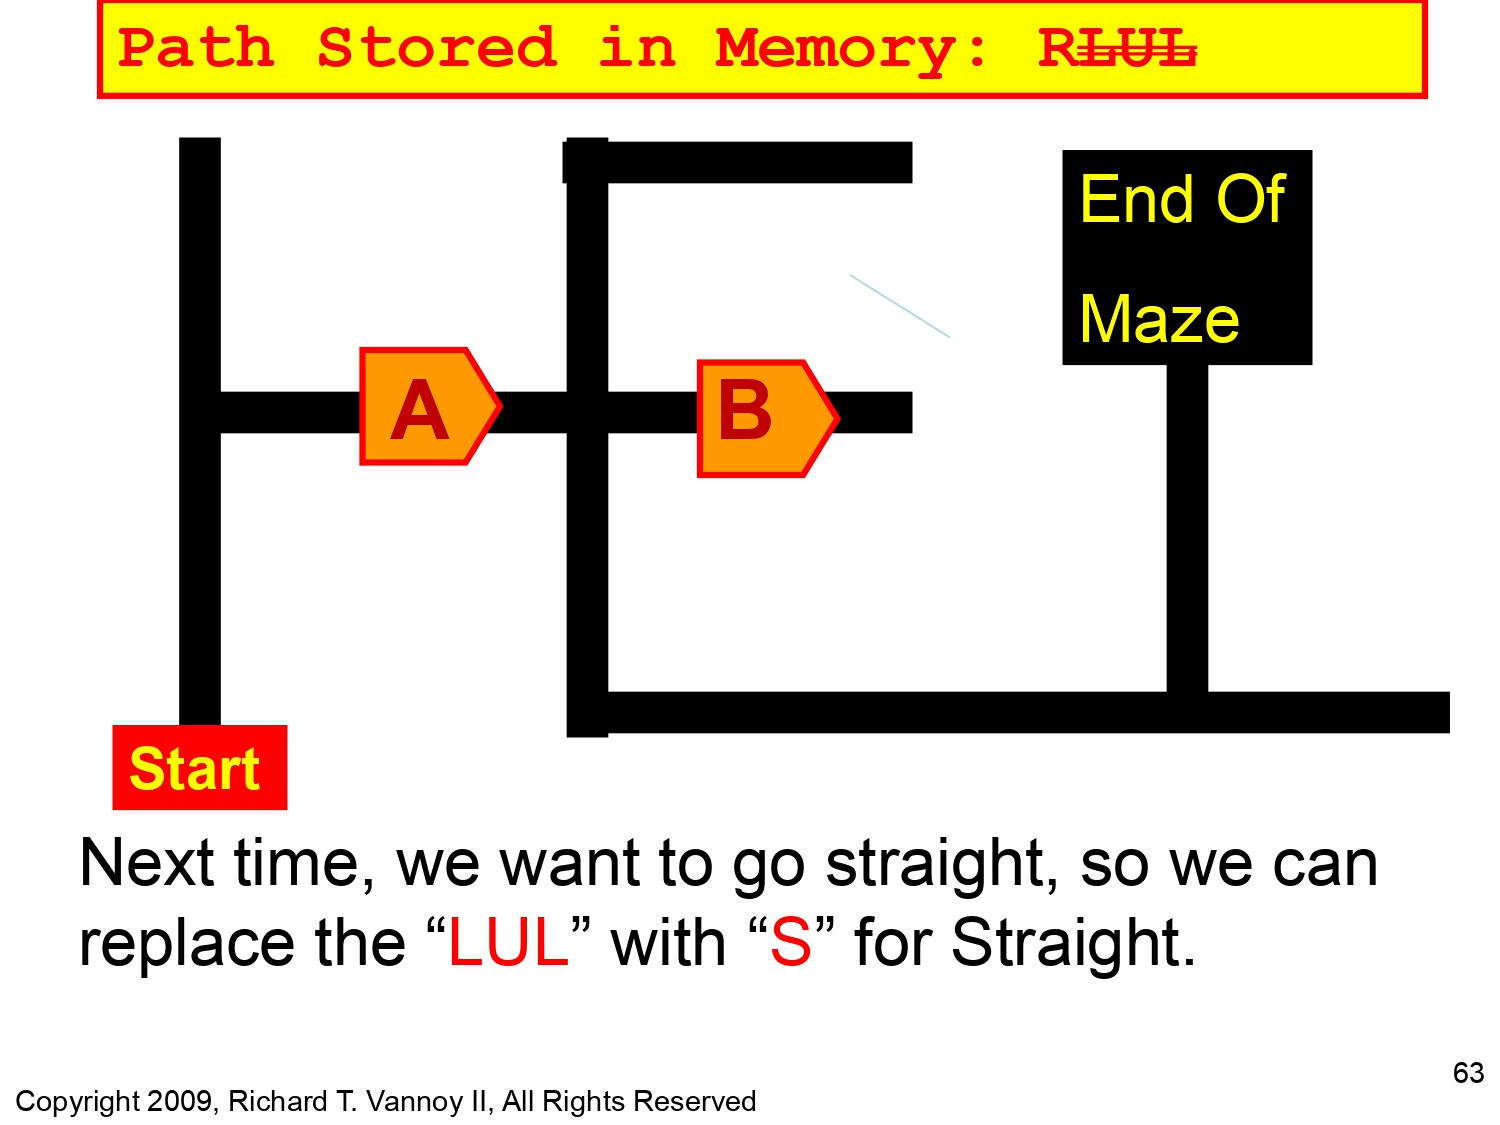 Path Stored in Memory: RLUL
End Of
Maze
A
B
Start
Next time, we want to go straight, so we can
replace the “LUL” with “S” for Straight.
63
Copyright 2009, Richard T. Vannoy II, All Rights Reserved